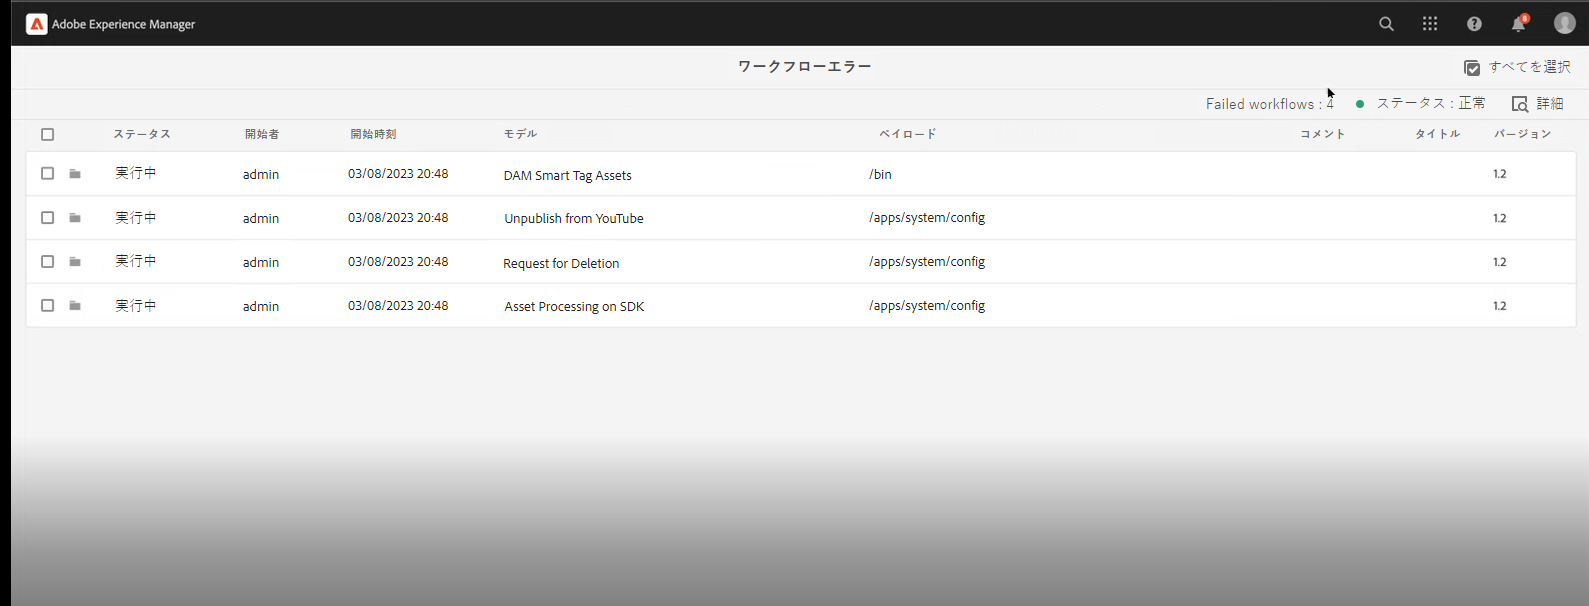 Adobe Experience Manager
8
ワークフローエラー
すべてを選択
Failed workflows : 4 ステータス : 正常 詳細
ステータス 開始者 開始時刻 モデル ペイロード コメント タイトル バージョン
実行中 admin 03/08/2023 20:48 DAM Smart Tag Assets /bin 1.2
実行中 admin 03/08/2023 20:48 Unpublish from YouTube /apps/system/config 1.2
実行中 admin 03/08/2023 20:48 Request for Deletion /apps/system/config 1.2
実行中 admin 03/08/2023 20:48 Asset Processing on SDK /apps/system/config 1.2